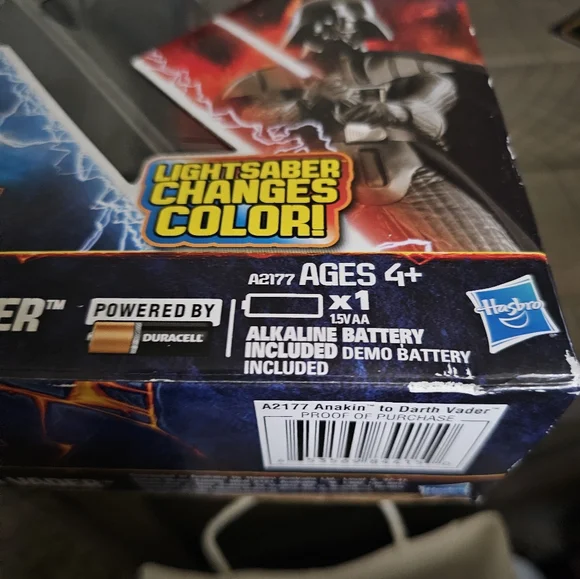 LIGHTSABER
CHANGES
COLOR!
A2177 AGES 4+
x1
1.5V AA
ER™
POWERED BY
DURACELL
ALKALINE BATTERY
INCLUDED DEMO BATTERY
INCLUDED
Hasbro
A2177 Anakin™ to Darth Vader™
PROOF OF PURCHASE